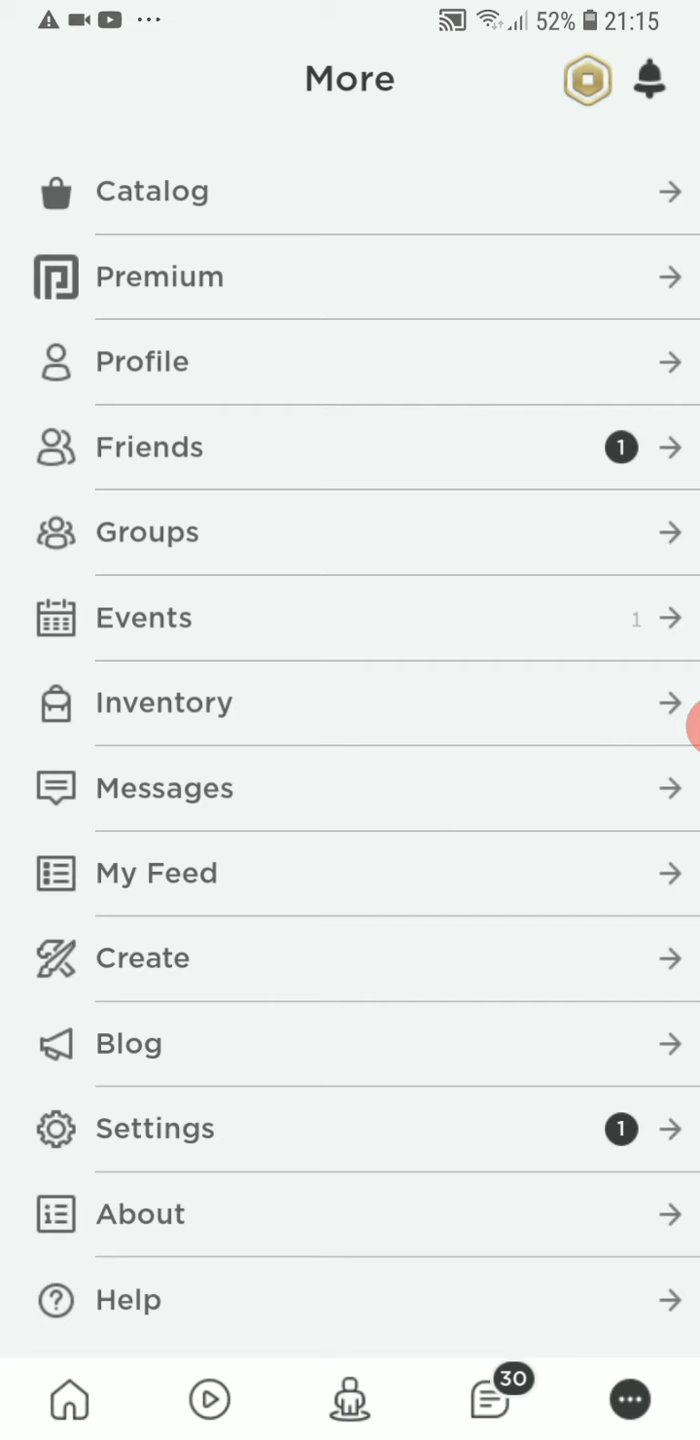 52% 21:15
More
Catalog
Premium
Profile
Friends 1
Groups
Events 1
Inventory
Messages
My Feed
Create
Blog
Settings 1
About
Help
30